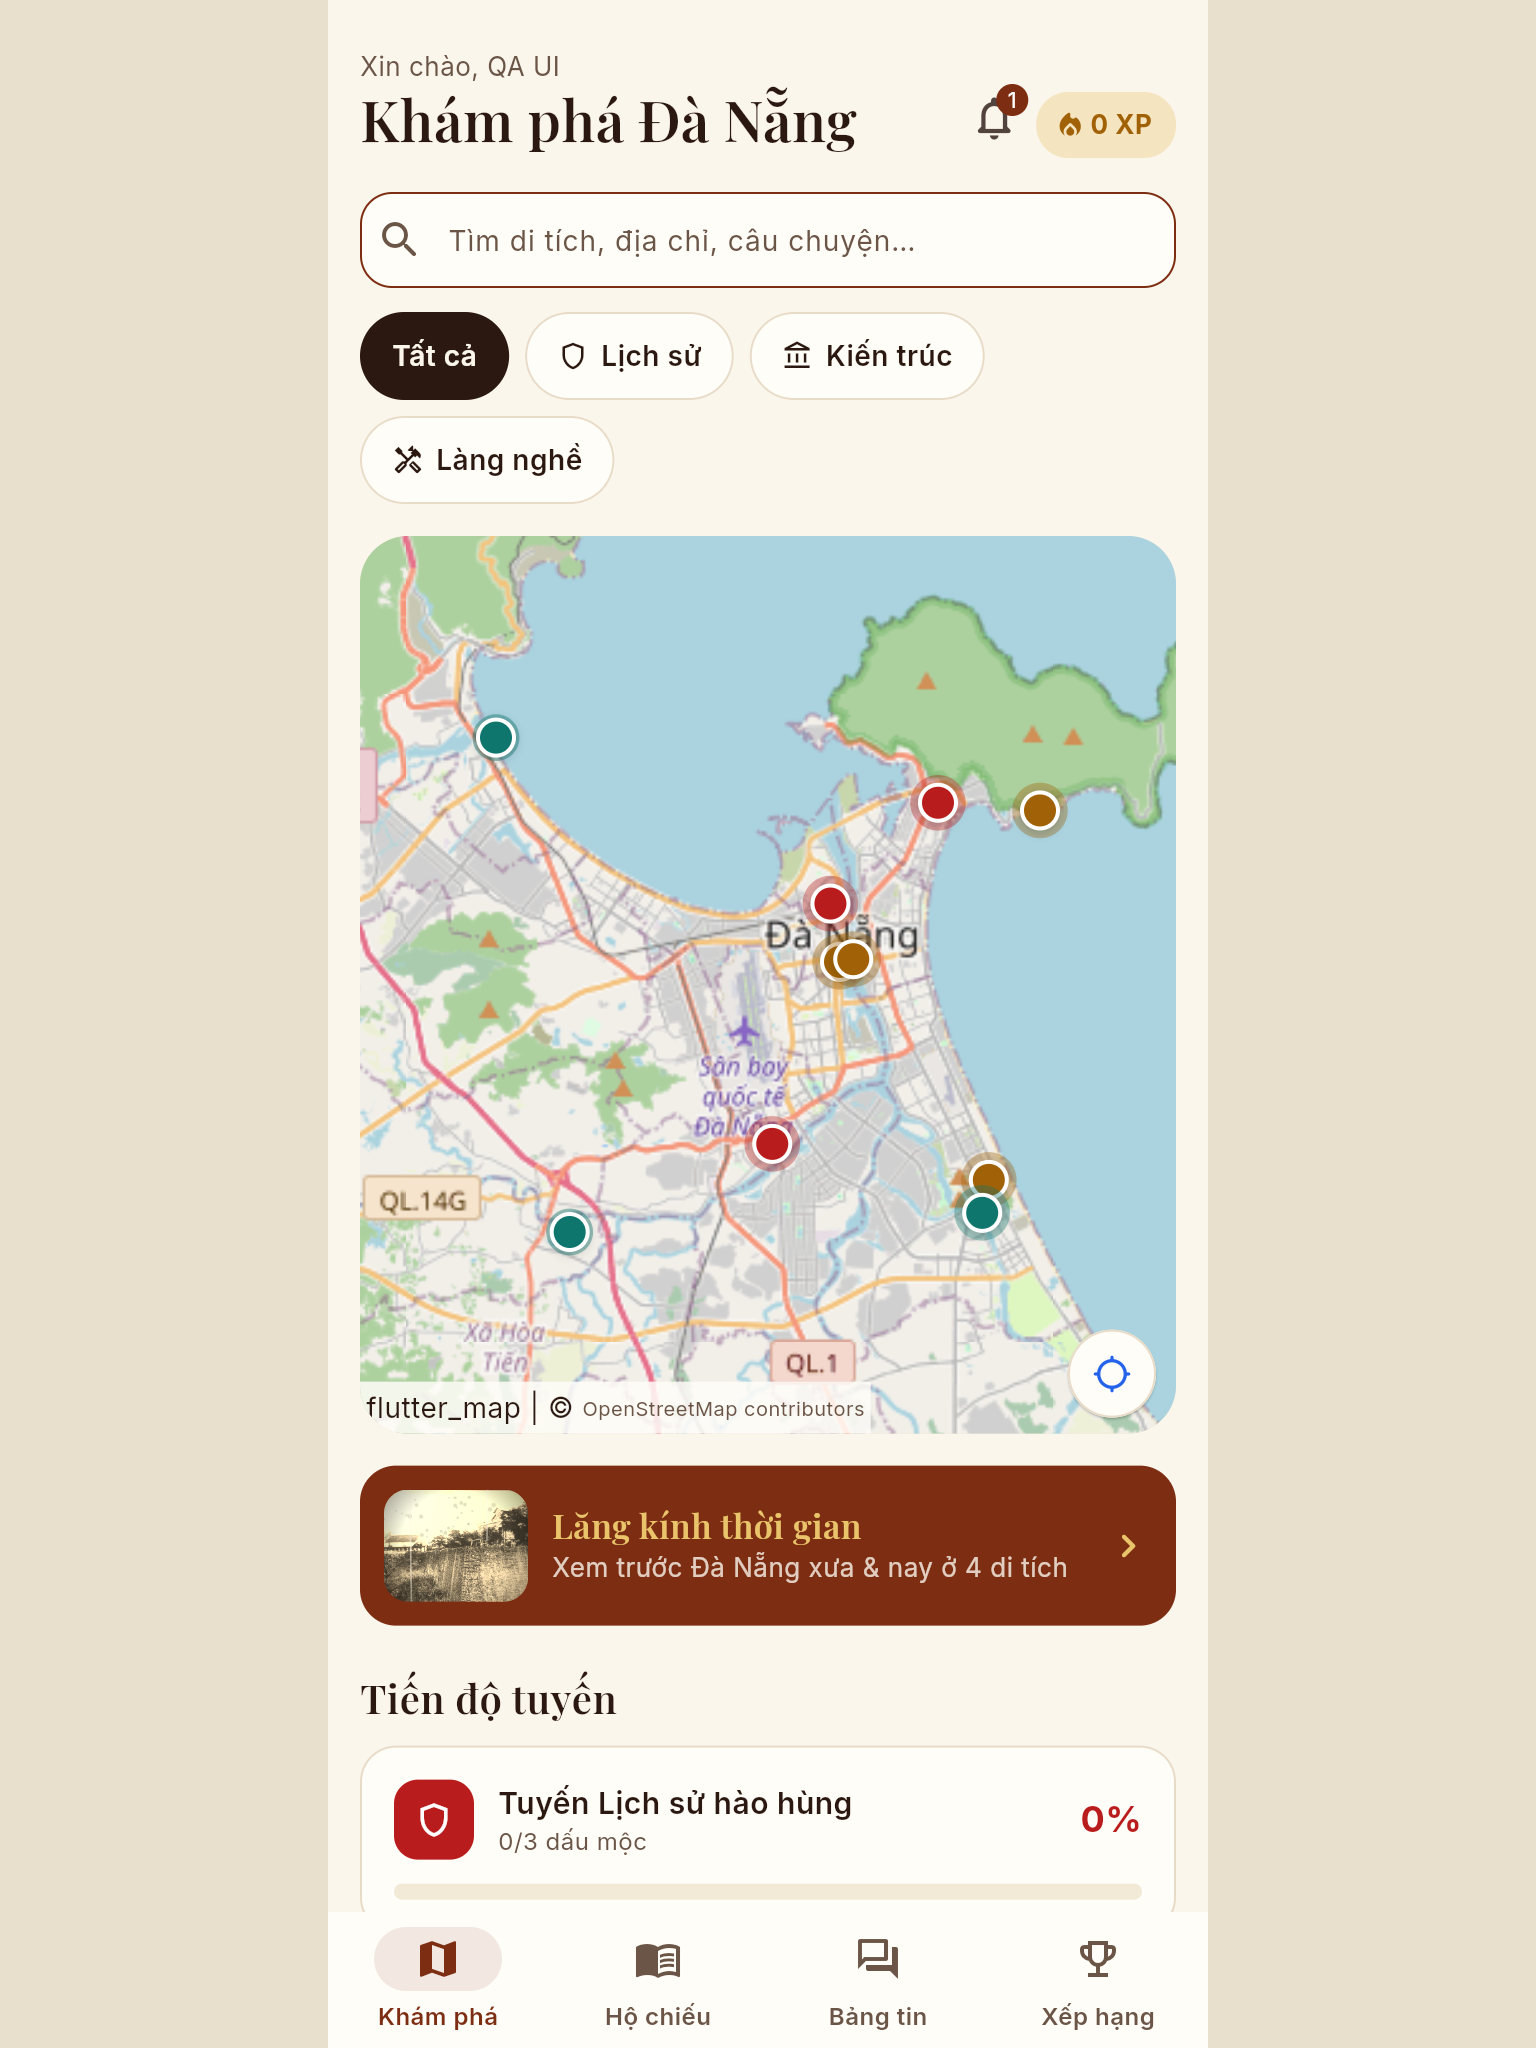 Xin chào, QA UI
Khám phá Đà Nẵng
1
0 XP
Tìm di tích, địa chỉ, câu chuyện...
Tất cả
Lịch sử
Kiến trúc
Làng nghề
Đà Nẵng
Sân bay
quốc tế
Đà Nẵng
QL.14G
Xã Hòa
Tiến
QL.1
flutter_map | © OpenStreetMap contributors
Lăng kính thời gian
Xem trước Đà Nẵng xưa & nay ở 4 di tích
Tiến độ tuyến
Tuyến Lịch sử hào hùng
0/3 dấu mộc
0%
Khám phá
Hộ chiếu
Bảng tin
Xếp hạng